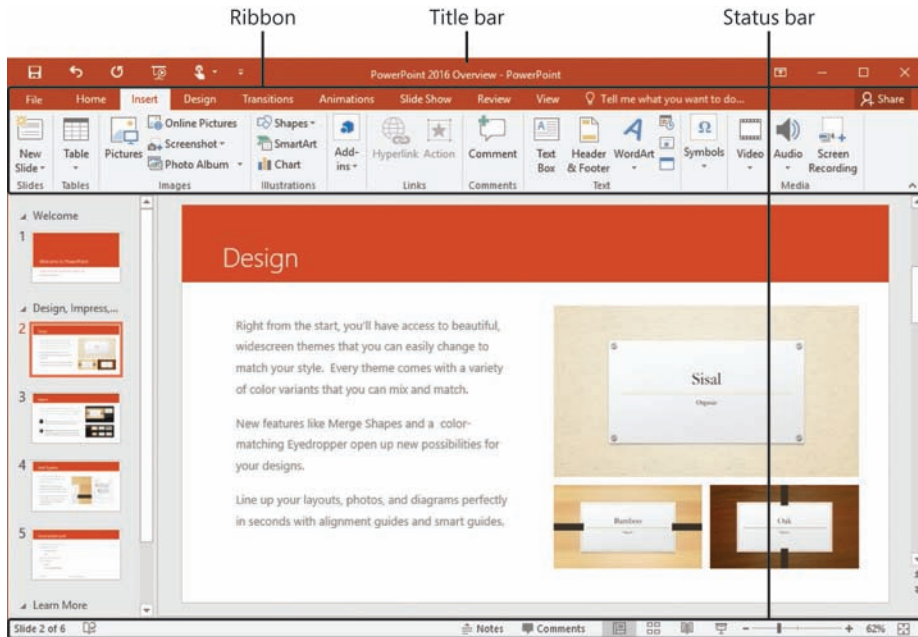 Ribbon Title bar Status bar
PowerPoint 2016 Overview - PowerPoint
File Home Insert Design Transitions Animations Slide Show Review View Tell me what you want to do... Share
New Slide
Table
Pictures
Online Pictures
Screenshot
Photo Album
Shapes
SmartArt
Chart
Add-ins
Hyperlink Action
Comment
Text Box
Header & Footer
WordArt
Symbols
Video
Audio
Screen Recording
Slides Tables Images Illustrations Links Comments Text Media
Welcome
1
Design, Impress,...
2
3
4
5
Learn More
Design
Right from the start, you'll have access to beautiful,
widescreen themes that you can easily change to
match your style. Every theme comes with a variety
of color variants that you can mix and match.
New features like Merge Shapes and a color-
matching Eyedropper open up new possibilities for
your designs.
Line up your layouts, photos, and diagrams perfectly
in seconds with alignment guides and smart guides.
Sisal
Organic
Bamboo
Oak
Slide 2 of 6 Notes Comments 62%